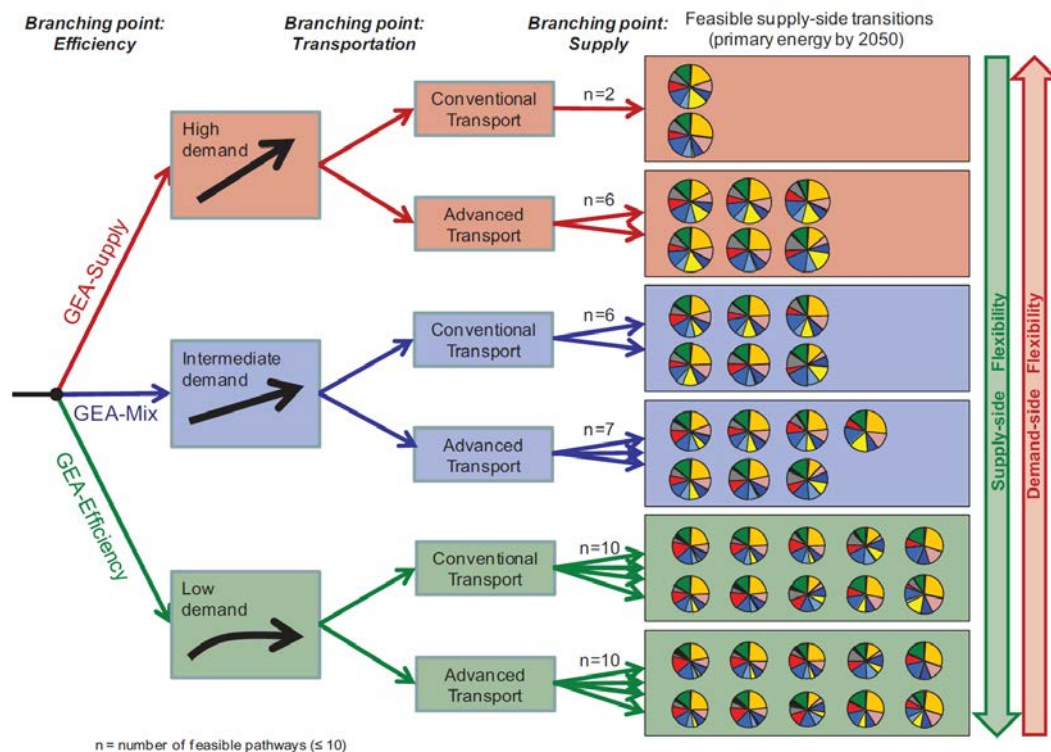 Branching point:
Efficiency
Branching point:
Transportation
Branching point:
Supply
Feasible supply-side transitions
(primary energy by 2050)
GEA-Supply
GEA-Mix
GEA-Efficiency
High
demand
Intermediate
demand
Low
demand
Conventional
Transport
n=2
Advanced
Transport
n=6
Conventional
Transport
n=6
Advanced
Transport
n=7
Conventional
Transport
n=10
Advanced
Transport
n=10
Supply-side Flexibility
Demand-side Flexibility
n = number of feasible pathways (≤ 10)